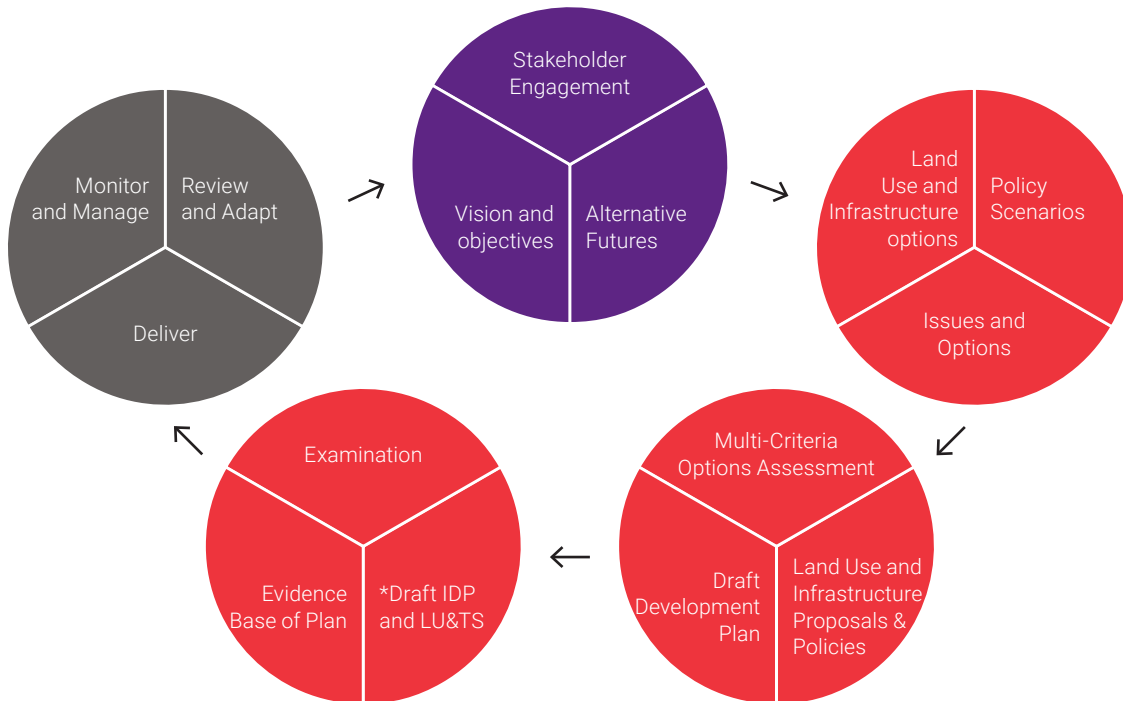 Stakeholder
Engagement
Vision and
objectives
Alternative
Futures
Land
Use and
Infrastructure
options
Policy
Scenarios
Issues and
Options
Multi-Criteria
Options Assessment
Draft
Development
Plan
Land Use and
Infrastructure
Proposals &
Policies
Examination
Evidence
Base of Plan
*Draft IDP
and LU&TS
Monitor
and Manage
Review
and Adapt
Deliver